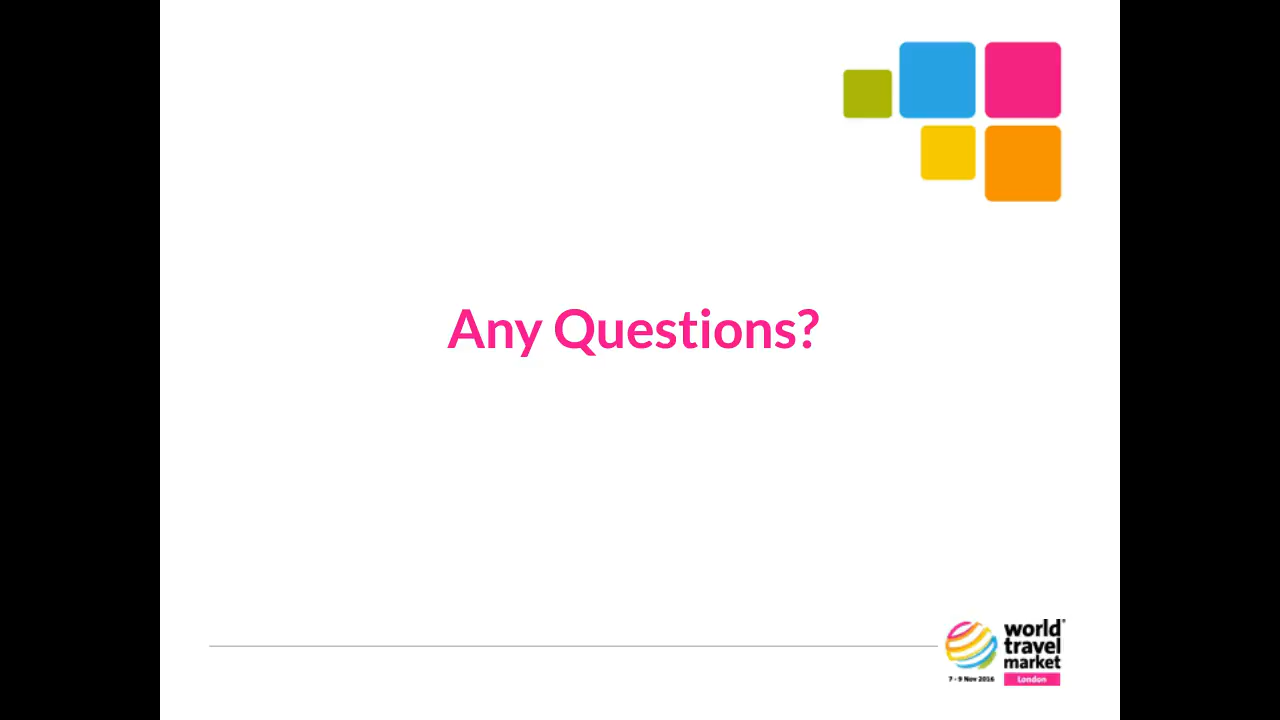 Any Questions?
world
travel
market
7 - 9 Nov 2016
London